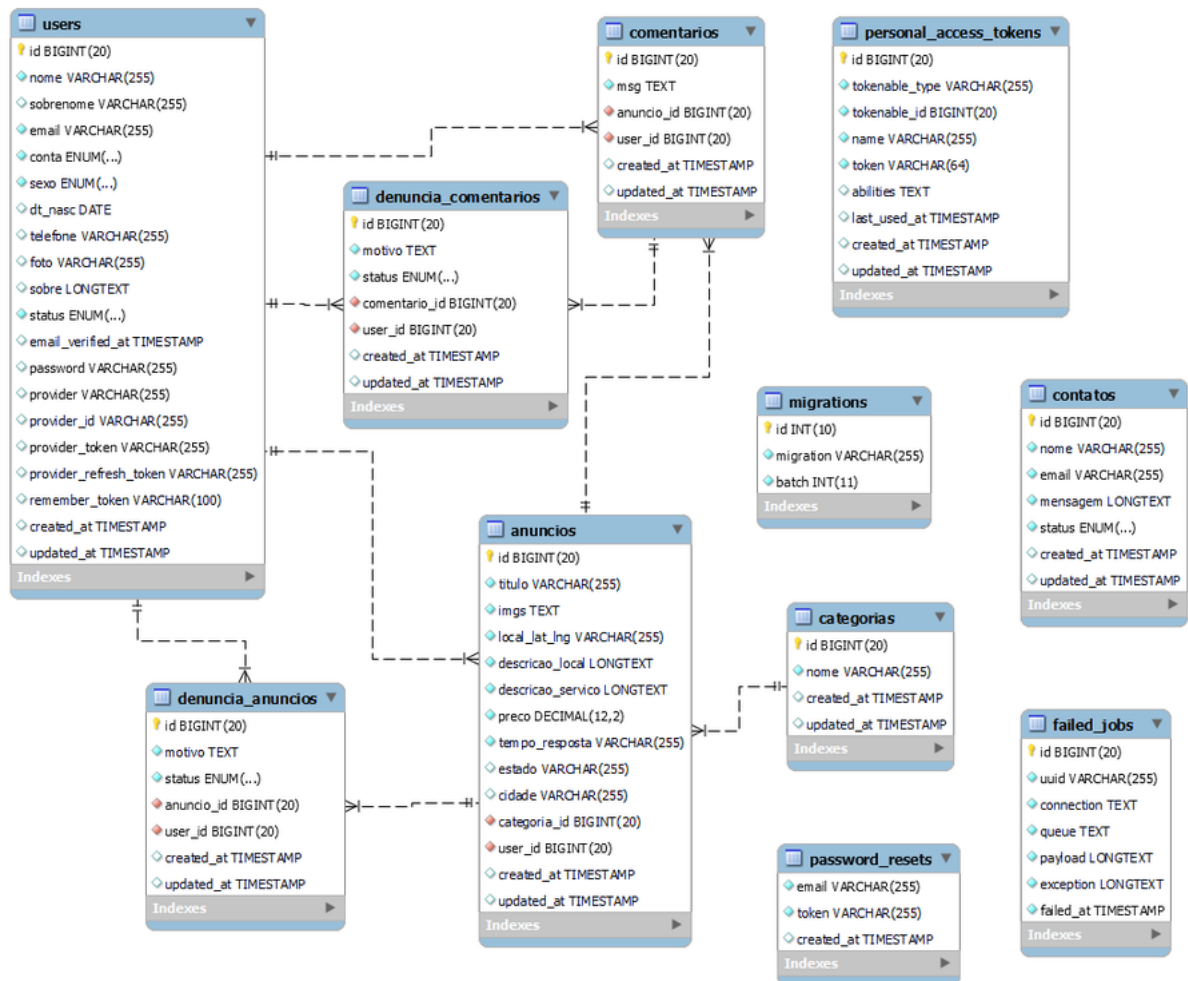 users
id BIGINT(20)
nome VARCHAR(255)
sobrenome VARCHAR(255)
email VARCHAR(255)
conta ENUM(...)
sexo ENUM(...)
dt_nasc DATE
telefone VARCHAR(255)
foto VARCHAR(255)
sobre LONGTEXT
status ENUM(...)
email_verified_at TIMESTAMP
password VARCHAR(255)
provider VARCHAR(255)
provider_id VARCHAR(255)
provider_token VARCHAR(255)
provider_refresh_token VARCHAR(255)
remember_token VARCHAR(100)
created_at TIMESTAMP
updated_at TIMESTAMP
Indexes
comentarios
id BIGINT(20)
msg TEXT
anuncio_id BIGINT(20)
user_id BIGINT(20)
created_at TIMESTAMP
updated_at TIMESTAMP
Indexes
personal_access_tokens
id BIGINT(20)
tokenable_type VARCHAR(255)
tokenable_id BIGINT(20)
name VARCHAR(255)
token VARCHAR(64)
abilities TEXT
last_used_at TIMESTAMP
created_at TIMESTAMP
updated_at TIMESTAMP
Indexes
denuncia_comentarios
id BIGINT(20)
motivo TEXT
status ENUM(...)
comentario_id BIGINT(20)
user_id BIGINT(20)
created_at TIMESTAMP
updated_at TIMESTAMP
Indexes
migrations
id INT(10)
migration VARCHAR(255)
batch INT(11)
Indexes
contatos
id BIGINT(20)
nome VARCHAR(255)
email VARCHAR(255)
mensagem LONGTEXT
status ENUM(...)
created_at TIMESTAMP
updated_at TIMESTAMP
Indexes
anuncios
id BIGINT(20)
titulo VARCHAR(255)
imgs TEXT
local_lat_lng VARCHAR(255)
descricao_local LONGTEXT
descricao_servico LONGTEXT
preco DECIMAL(12,2)
tempo_resposta VARCHAR(255)
estado VARCHAR(255)
cidade VARCHAR(255)
categoria_id BIGINT(20)
user_id BIGINT(20)
created_at TIMESTAMP
updated_at TIMESTAMP
Indexes
categorias
id BIGINT(20)
nome VARCHAR(255)
created_at TIMESTAMP
updated_at TIMESTAMP
Indexes
denuncia_anuncios
id BIGINT(20)
motivo TEXT
status ENUM(...)
anuncio_id BIGINT(20)
user_id BIGINT(20)
created_at TIMESTAMP
updated_at TIMESTAMP
Indexes
failed_jobs
id BIGINT(20)
uuid VARCHAR(255)
connection TEXT
queue TEXT
payload LONGTEXT
exception LONGTEXT
failed_at TIMESTAMP
Indexes
password_resets
email VARCHAR(255)
token VARCHAR(255)
created_at TIMESTAMP
Indexes